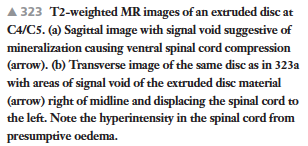 ▲ 323 T2-weighted MR images of an extruded disc at
C4/C5. (a) Sagittal image with signal void suggestive of
mineralization causing ventral spinal cord compression
(arrow). (b) Transverse image of the same disc as in 323a
with areas of signal void of the extruded disc material
(arrow) right of midline and displacing the spinal cord to
the left. Note the hyperintensity in the spinal cord from
presumptive oedema.